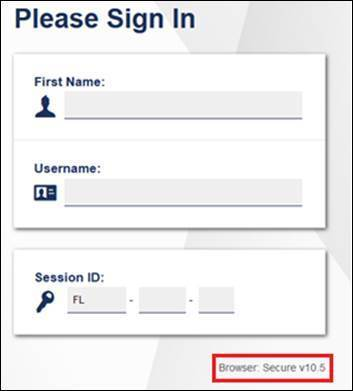 Please Sign In
First Name:
Username:
Session ID:
FL - -
Browser: Secure v10.5